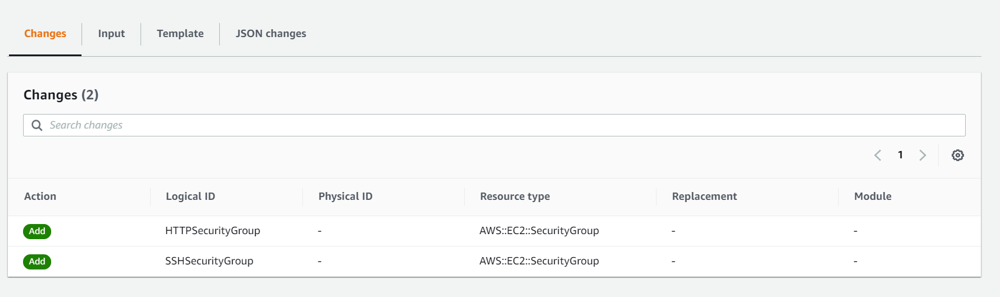 Changes Input Template JSON changes
Changes (2)
Search changes
1
Action Logical ID Physical ID Resource type Replacement Module
Add HTTPSecurityGroup - AWS::EC2::SecurityGroup - -
Add SSHSecurityGroup - AWS::EC2::SecurityGroup - -